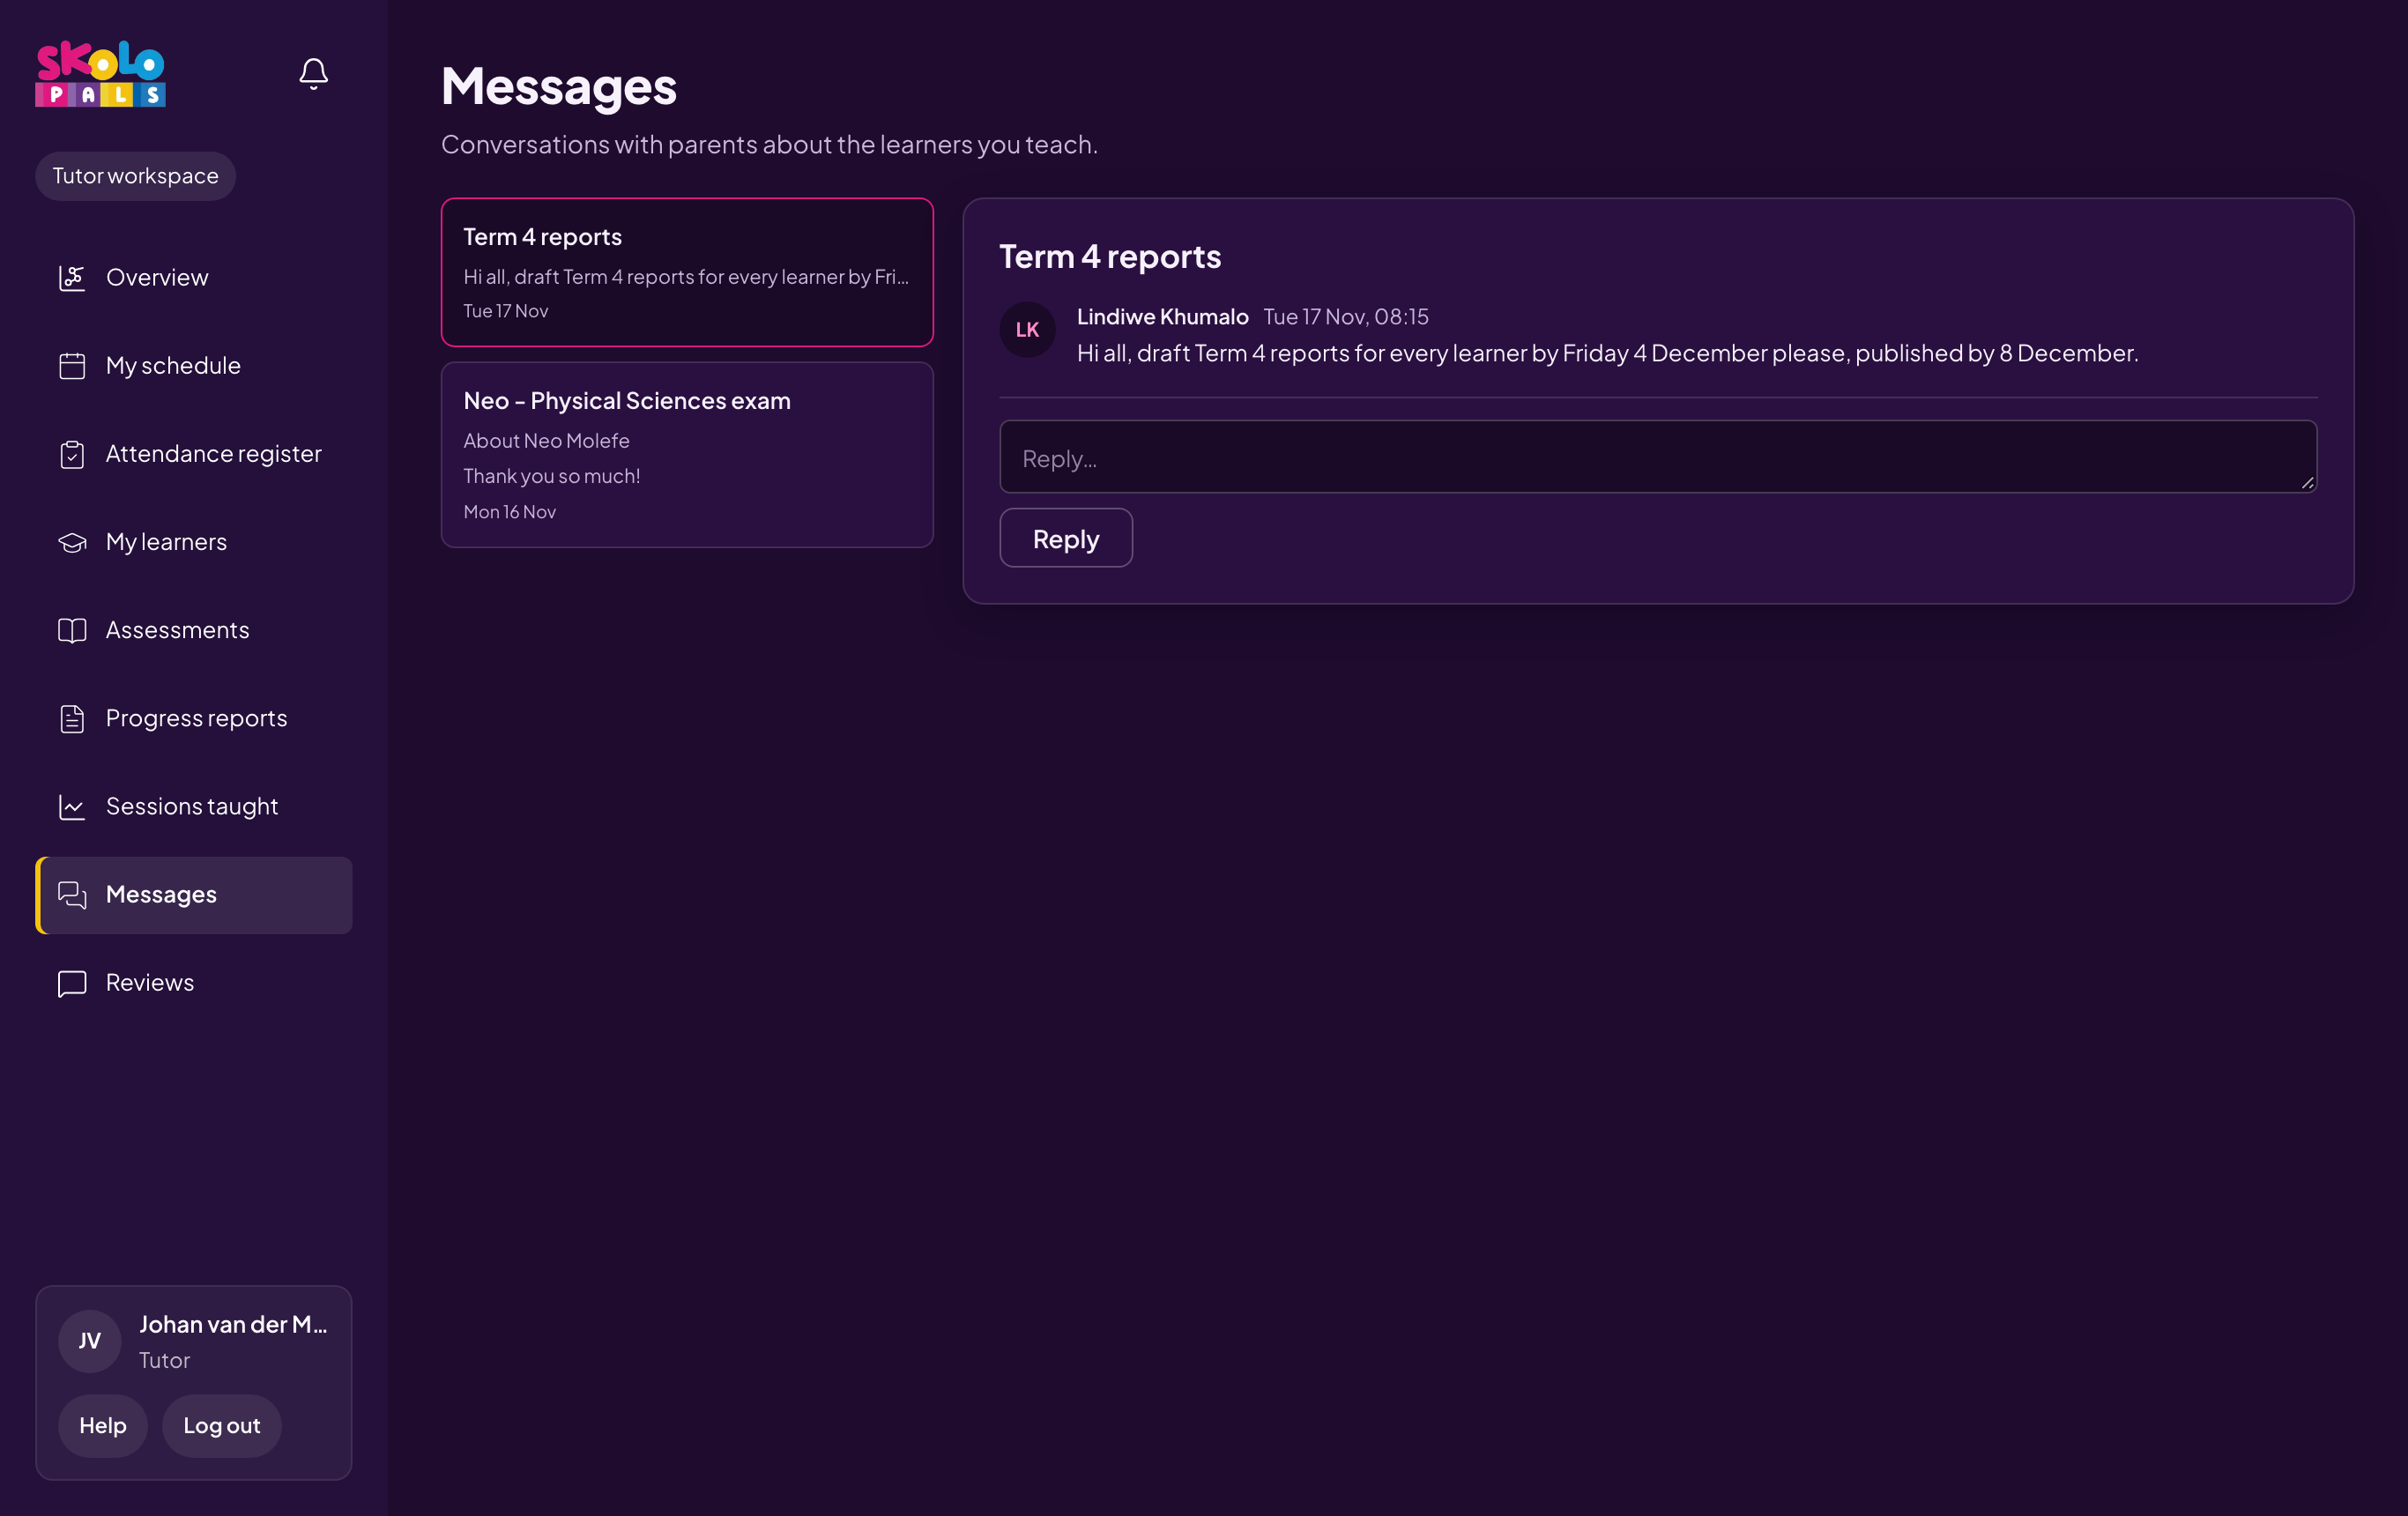 SKOLO
PALS
Tutor workspace
Overview
My schedule
Attendance register
My learners
Assessments
Progress reports
Sessions taught
Messages
Reviews
JV
Johan van der M...
Tutor
Help
Log out
Messages
Conversations with parents about the learners you teach.
Term 4 reports
Hi all, draft Term 4 reports for every learner by Fri...
Tue 17 Nov
Neo – Physical Sciences exam
About Neo Molefe
Thank you so much!
Mon 16 Nov
Term 4 reports
LK
Lindiwe Khumalo Tue 17 Nov, 08:15
Hi all, draft Term 4 reports for every learner by Friday 4 December please, published by 8 December.
Reply...
Reply